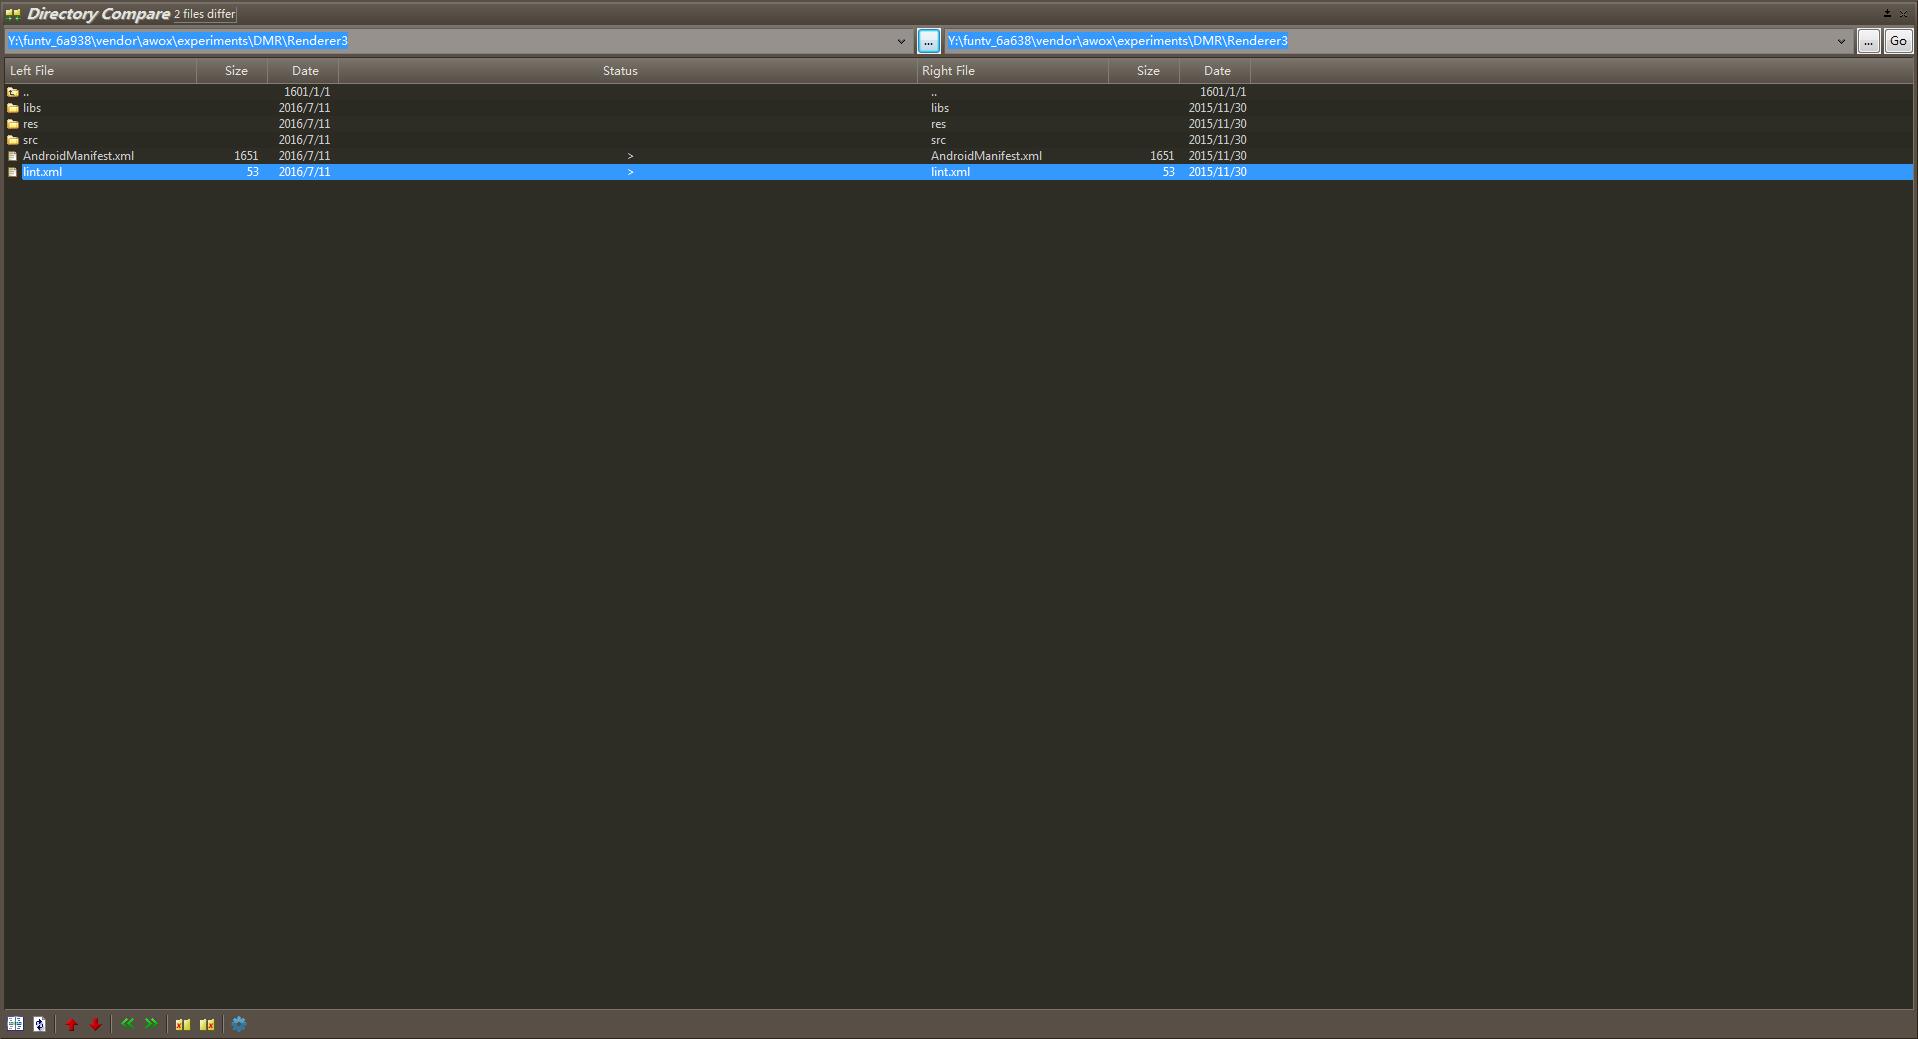 Directory Compare 2 files differ
Y:\funtv_6a938\vendor\awox\experiments\DMR\Renderer3 ... Y:\funtv_6a638\vendor\awox\experiments\DMR\Renderer3 ... Go
Left File Size Date Status Right File Size Date
.. 1601/1/1 .. 1601/1/1
libs 2016/7/11 libs 2015/11/30
res 2016/7/11 res 2015/11/30
src 2016/7/11 src 2015/11/30
AndroidManifest.xml 1651 2016/7/11 > AndroidManifest.xml 1651 2015/11/30
lint.xml 53 2016/7/11 > lint.xml 53 2015/11/30